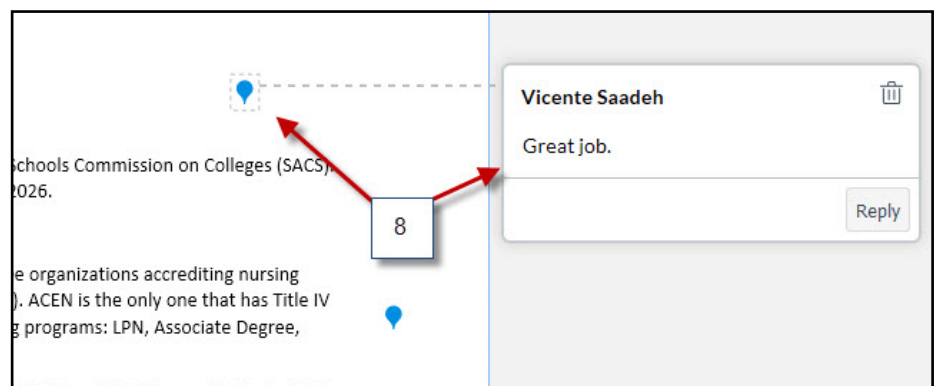 Vicente Saadeh
Great job.
Schools Commission on Colleges (SACS).
2026.
8
Reply
e organizations accrediting nursing
). ACEN is the only one that has Title IV
g programs: LPN, Associate Degree,